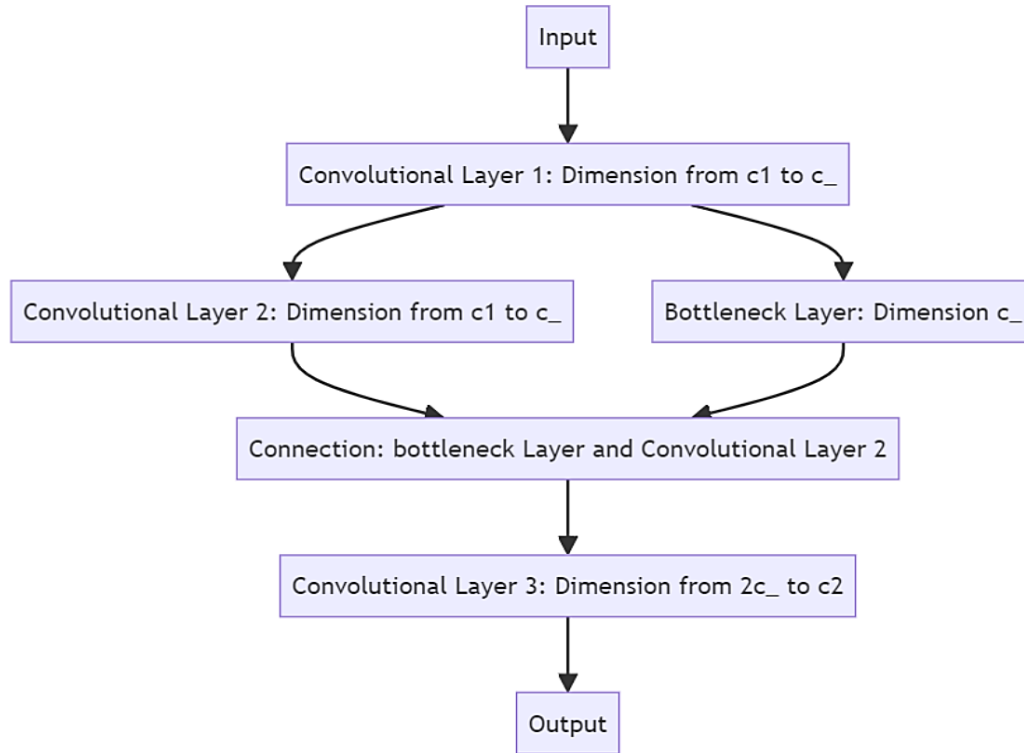 Input
Convolutional Layer 1: Dimension from c1 to c_
Convolutional Layer 2: Dimension from c1 to c_
Bottleneck Layer: Dimension c_
Connection: bottleneck Layer and Convolutional Layer 2
Convolutional Layer 3: Dimension from 2c_ to c2
Output